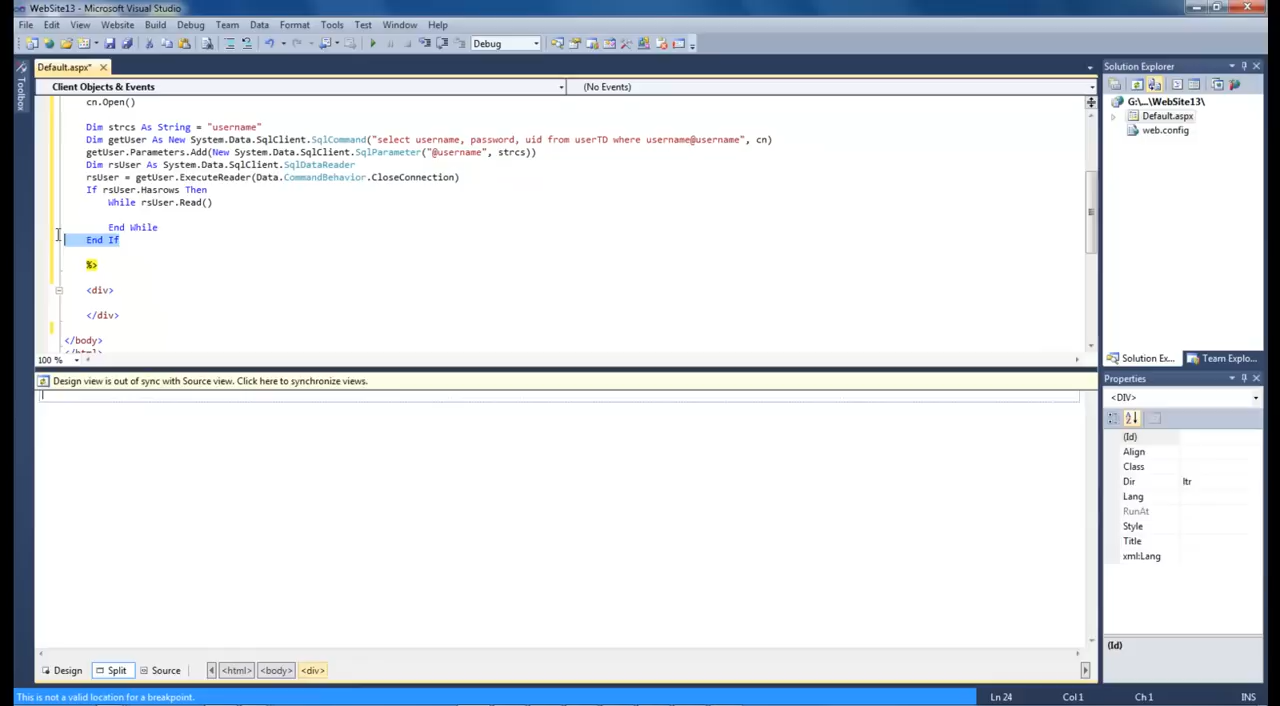 WebSite13 - Microsoft Visual Studio
File Edit View Website Build Debug Team Data Format Tools Test Window Help
Debug
Toolbox
Default.aspx*
Client Objects & Events
(No Events)
cn.Open()
Dim strcs As String = "username"
Dim getUser As New System.Data.SqlClient.SqlCommand("select username, password, uid from userTD where username@username", cn)
getUser.Parameters.Add(New System.Data.SqlClient.SqlParameter("@username", strcs))
Dim rsUser As System.Data.SqlClient.SqlDataReader
rsUser = getUser.ExecuteReader(Data.CommandBehavior.CloseConnection)
If rsUser.Hasrows Then
While rsUser.Read()
End While
End If
%>
<div>
</div>
</body>
</html>
100 %
Design view is out of sync with Source view. Click here to synchronize views.
Design Split Source <html> <body> <div>
Solution Explorer
G:\...\WebSite13\
Default.aspx
web.config
Solution Ex... Team Explo...
Properties
<DIV>
(Id)
Align
Class
Dir ltr
Lang
RunAt
Style
Title
xml:Lang
(Id)
This is not a valid location for a breakpoint.
Ln 24 Col 1 Ch 1 INS